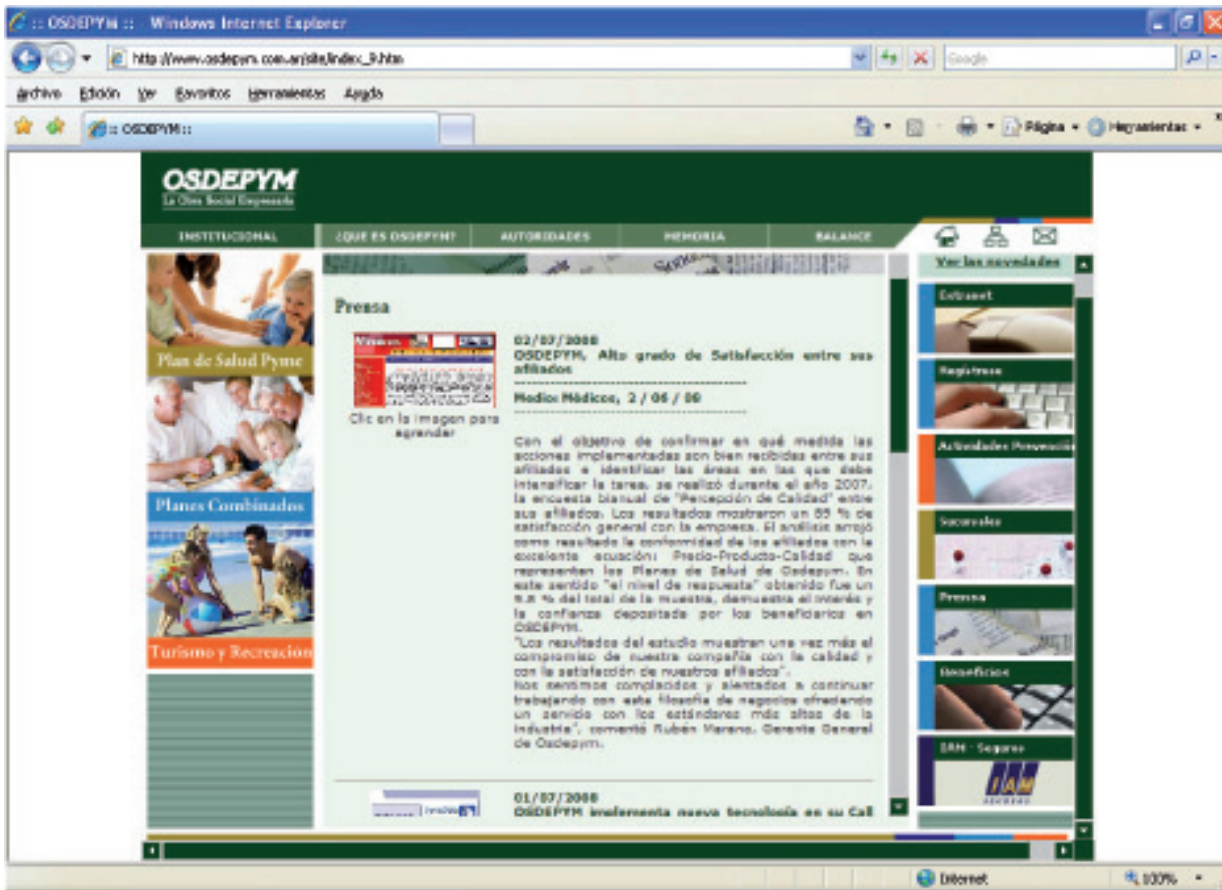 :: OSDEPYM :: - Windows Internet Explorer
http://www.osdepym.com.ar/site/index_9.htm
Google
Archivo Edición Ver Favoritos Herramientas Ayuda
:: OSDEPYM ::
Página Herramientas
OSDEPYM
La Obra Social Empresaria
INSTITUCIONAL ¿QUE ES OSDEPYM? AUTORIDADES MEMORIA BALANCE
Plan de Salud Pyme
Planes Combinados
Turismo y Recreación
Prensa
Clic en la imagen para
agrandar
02/07/2008
OSDEPYM, Alto grado de Satisfacción entre sus
afiliados
----------------------------------------
Medios Médicos, 2 / 06 / 08
----------------------------------------
Con el objetivo de confirmar en qué medida las
acciones implementadas son bien recibidas entre sus
afiliados e identificar las áreas en las que debe
intensificar la tarea, se realizó durante el año 2007,
la encuesta bianual de "Percepción de Calidad" entre
sus afiliados. Los resultados mostraron un % de
satisfacción general con la empresa. El análisis arrojó
como resultado la conformidad de los afiliados con la
excelente ecuación: Precio-Producto-Calidad que
representan los Planes de Salud de Osdepym. En
este sentido "el nivel de respuesta" obtenido fue un
9.8 % del total de la muestra, demuestra el interés y
la confianza depositada por los beneficiarios en
OSDEPYM.
"Los resultados del estudio muestran una vez más el
compromiso de nuestra compañía con la calidad y
con la satisfacción de nuestros afiliados".
Nos sentimos complacidos y alentados a continuar
trabajando con esta filosofía de negocios ofreciendo
un servicio con los estándares más altos de la
industria", comentó Rubén Gerente General
de Osdepym.
01/07/2008
OSDEPYM implementa nueva tecnología en su Call
Ver las novedades
Extranet
Regístrese
Actividades Prevención
Sucursales
Prensa
Beneficios
IAM - Seguros
IAM
Internet
100%